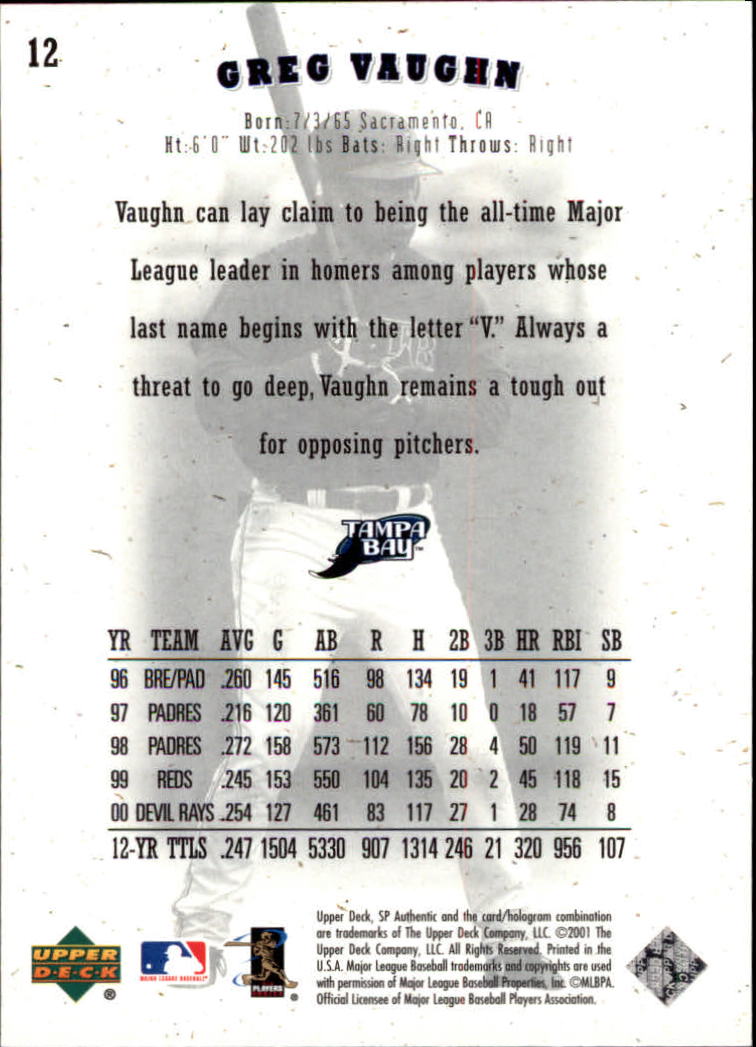 12
GREG VAUGHN
Born:7/3/65 Sacramento, CA
Ht:6'0" Wt:202 lbs Bats: Right Throws: Right
Vaughn can lay claim to being the all-time Major
League leader in homers among players whose
last name begins with the letter "V." Always a
threat to go deep, Vaughn remains a tough out
for opposing pitchers.
TAMPA
BAY™
YR TEAM AVG G AB R H 2B 3B HR RBI SB
96 BRE/PAD .260 145 516 98 134 19 1 41 117 9
97 PADRES .216 120 361 60 78 10 0 18 57 7
98 PADRES .272 158 573 112 156 28 4 50 119 11
99 REDS .245 153 550 104 135 20 2 45 118 15
00 DEVIL RAYS .254 127 461 83 117 27 1 28 74 8
12-YR TTLS .247 1504 5330 907 1314 246 21 320 956 107
Upper Deck, SP Authentic and the card/hologram combination
are trademarks of The Upper Deck Company, LLC. ©2001 The
Upper Deck Company, LLC. All Rights Reserved. Printed in the
U.S.A. Major League Baseball trademarks and copyrights are used
with permission of Major League Baseball Properties, Inc. ©MLBPA.
Official Licensee of Major League Baseball Players Association.
UPPER
DECK
®
MAJOR LEAGUE BASEBALL
PLAYERS
CHOICE
®